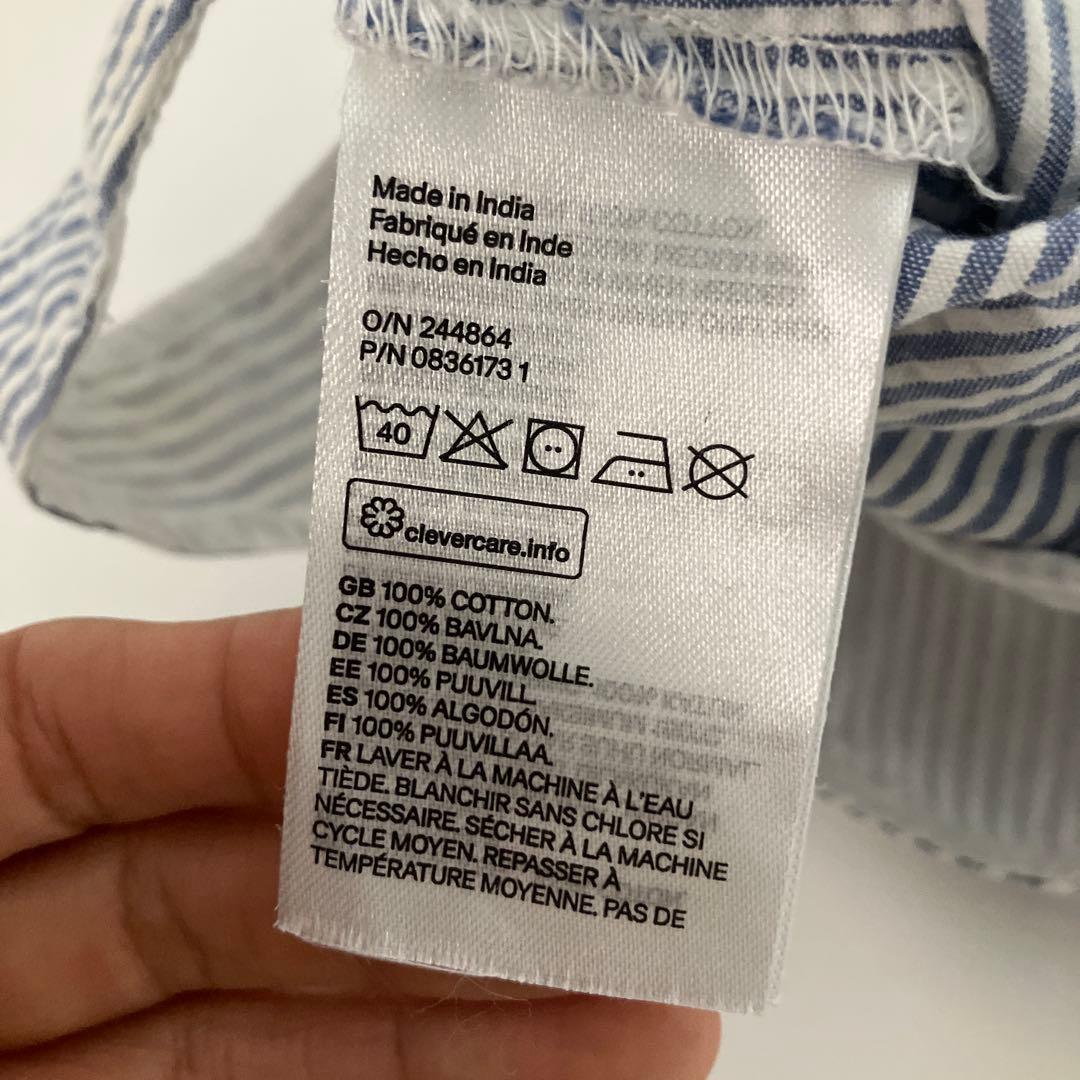 Made in India
Fabriqué en Inde
Hecho en India
O/N 244864
P/N 0836173 1
40
clevercare.info
GB 100% COTTON.
CZ 100% BAVLNA.
DE 100% BAUMWOLLE.
EE 100% PUUVILL.
ES 100% ALGODÓN.
FI 100% PUUVILLAA.
FR LAVER À LA MACHINE À L'EAU
TIÈDE. BLANCHIR SANS CHLORE SI
NÉCESSAIRE. SÉCHER À LA MACHINE
CYCLE MOYEN. REPASSER À
TEMPÉRATURE MOYENNE. PAS DE